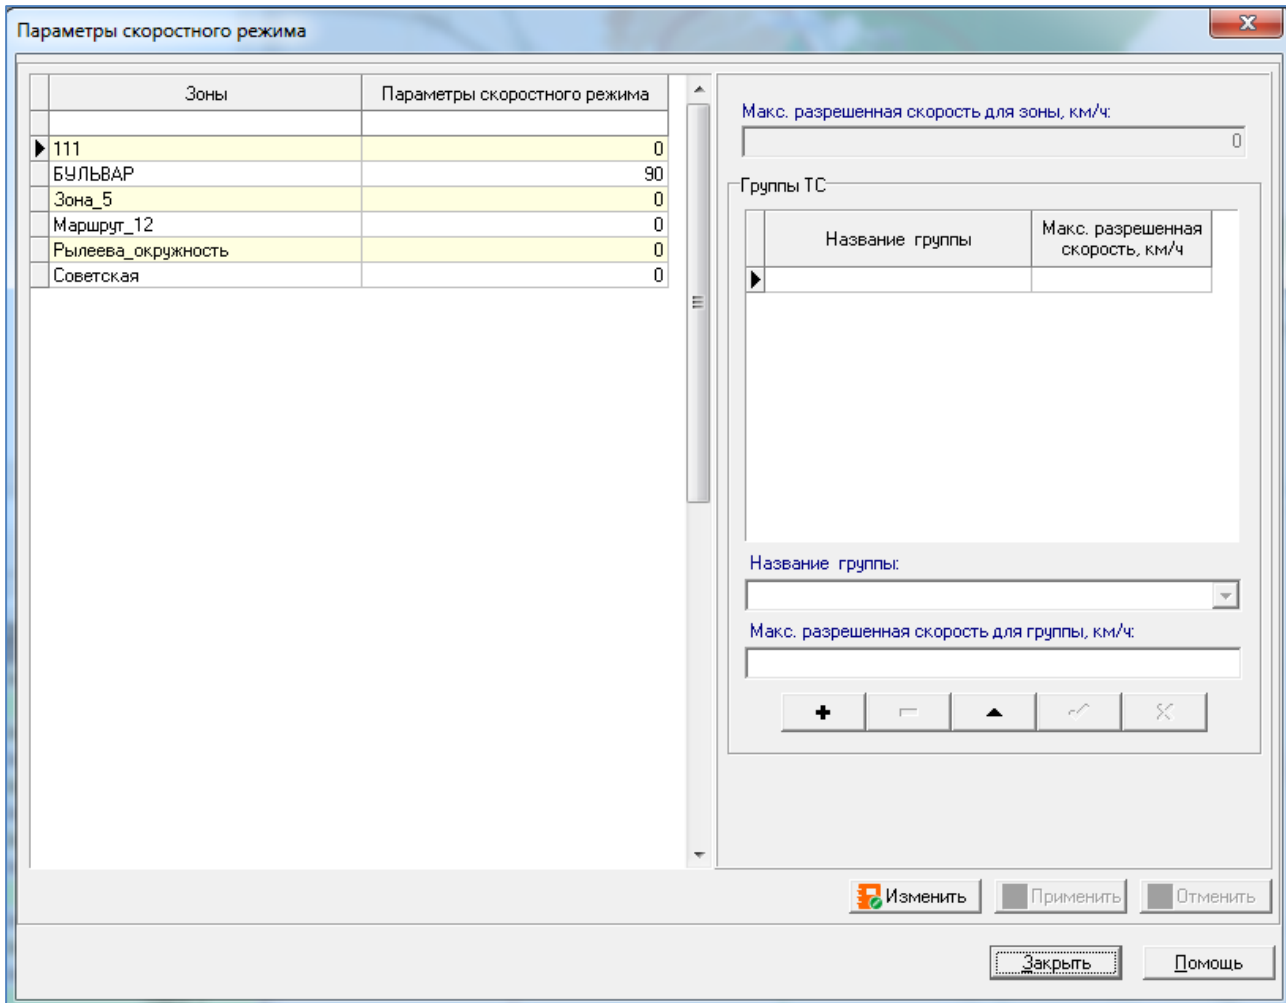 Параметры скоростного режима
Зоны Параметры скоростного режима
111 0
БУЛЬВАР 90
Зона_5 0
Маршрут_12 0
Рылеева_окружность 0
Советская 0
Макс. разрешенная скорость для зоны, км/ч:
0
Группы ТС
Название группы Макс. разрешенная
скорость, км/ч
Название группы:
Макс. разрешенная скорость для группы, км/ч:
Изменить Применить Отменить
Закрыть Помощь